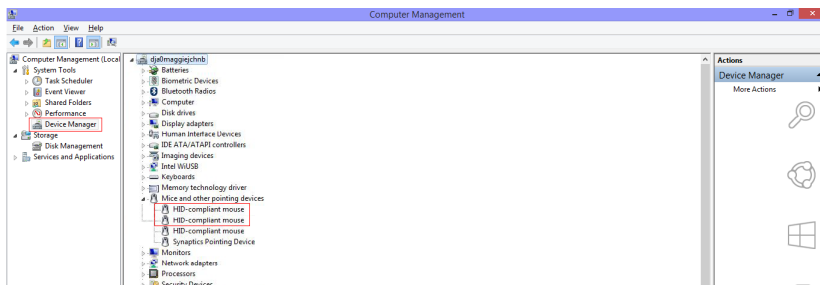 Computer Management
File Action View Help
Computer Management (Local
System Tools
Task Scheduler
Event Viewer
Shared Folders
Performance
Device Manager
Storage
Disk Management
Services and Applications
dja0maggiejchnb
Batteries
Biometric Devices
Bluetooth Radios
Computer
Disk drives
Display adapters
Human Interface Devices
IDE ATA/ATAPI controllers
Imaging devices
Intel WiUSB
Keyboards
Memory technology driver
Mice and other pointing devices
HID-compliant mouse
HID-compliant mouse
HID-compliant mouse
Synaptics Pointing Device
Monitors
Network adapters
Processors
Security Devices
Actions
Device Manager
More Actions